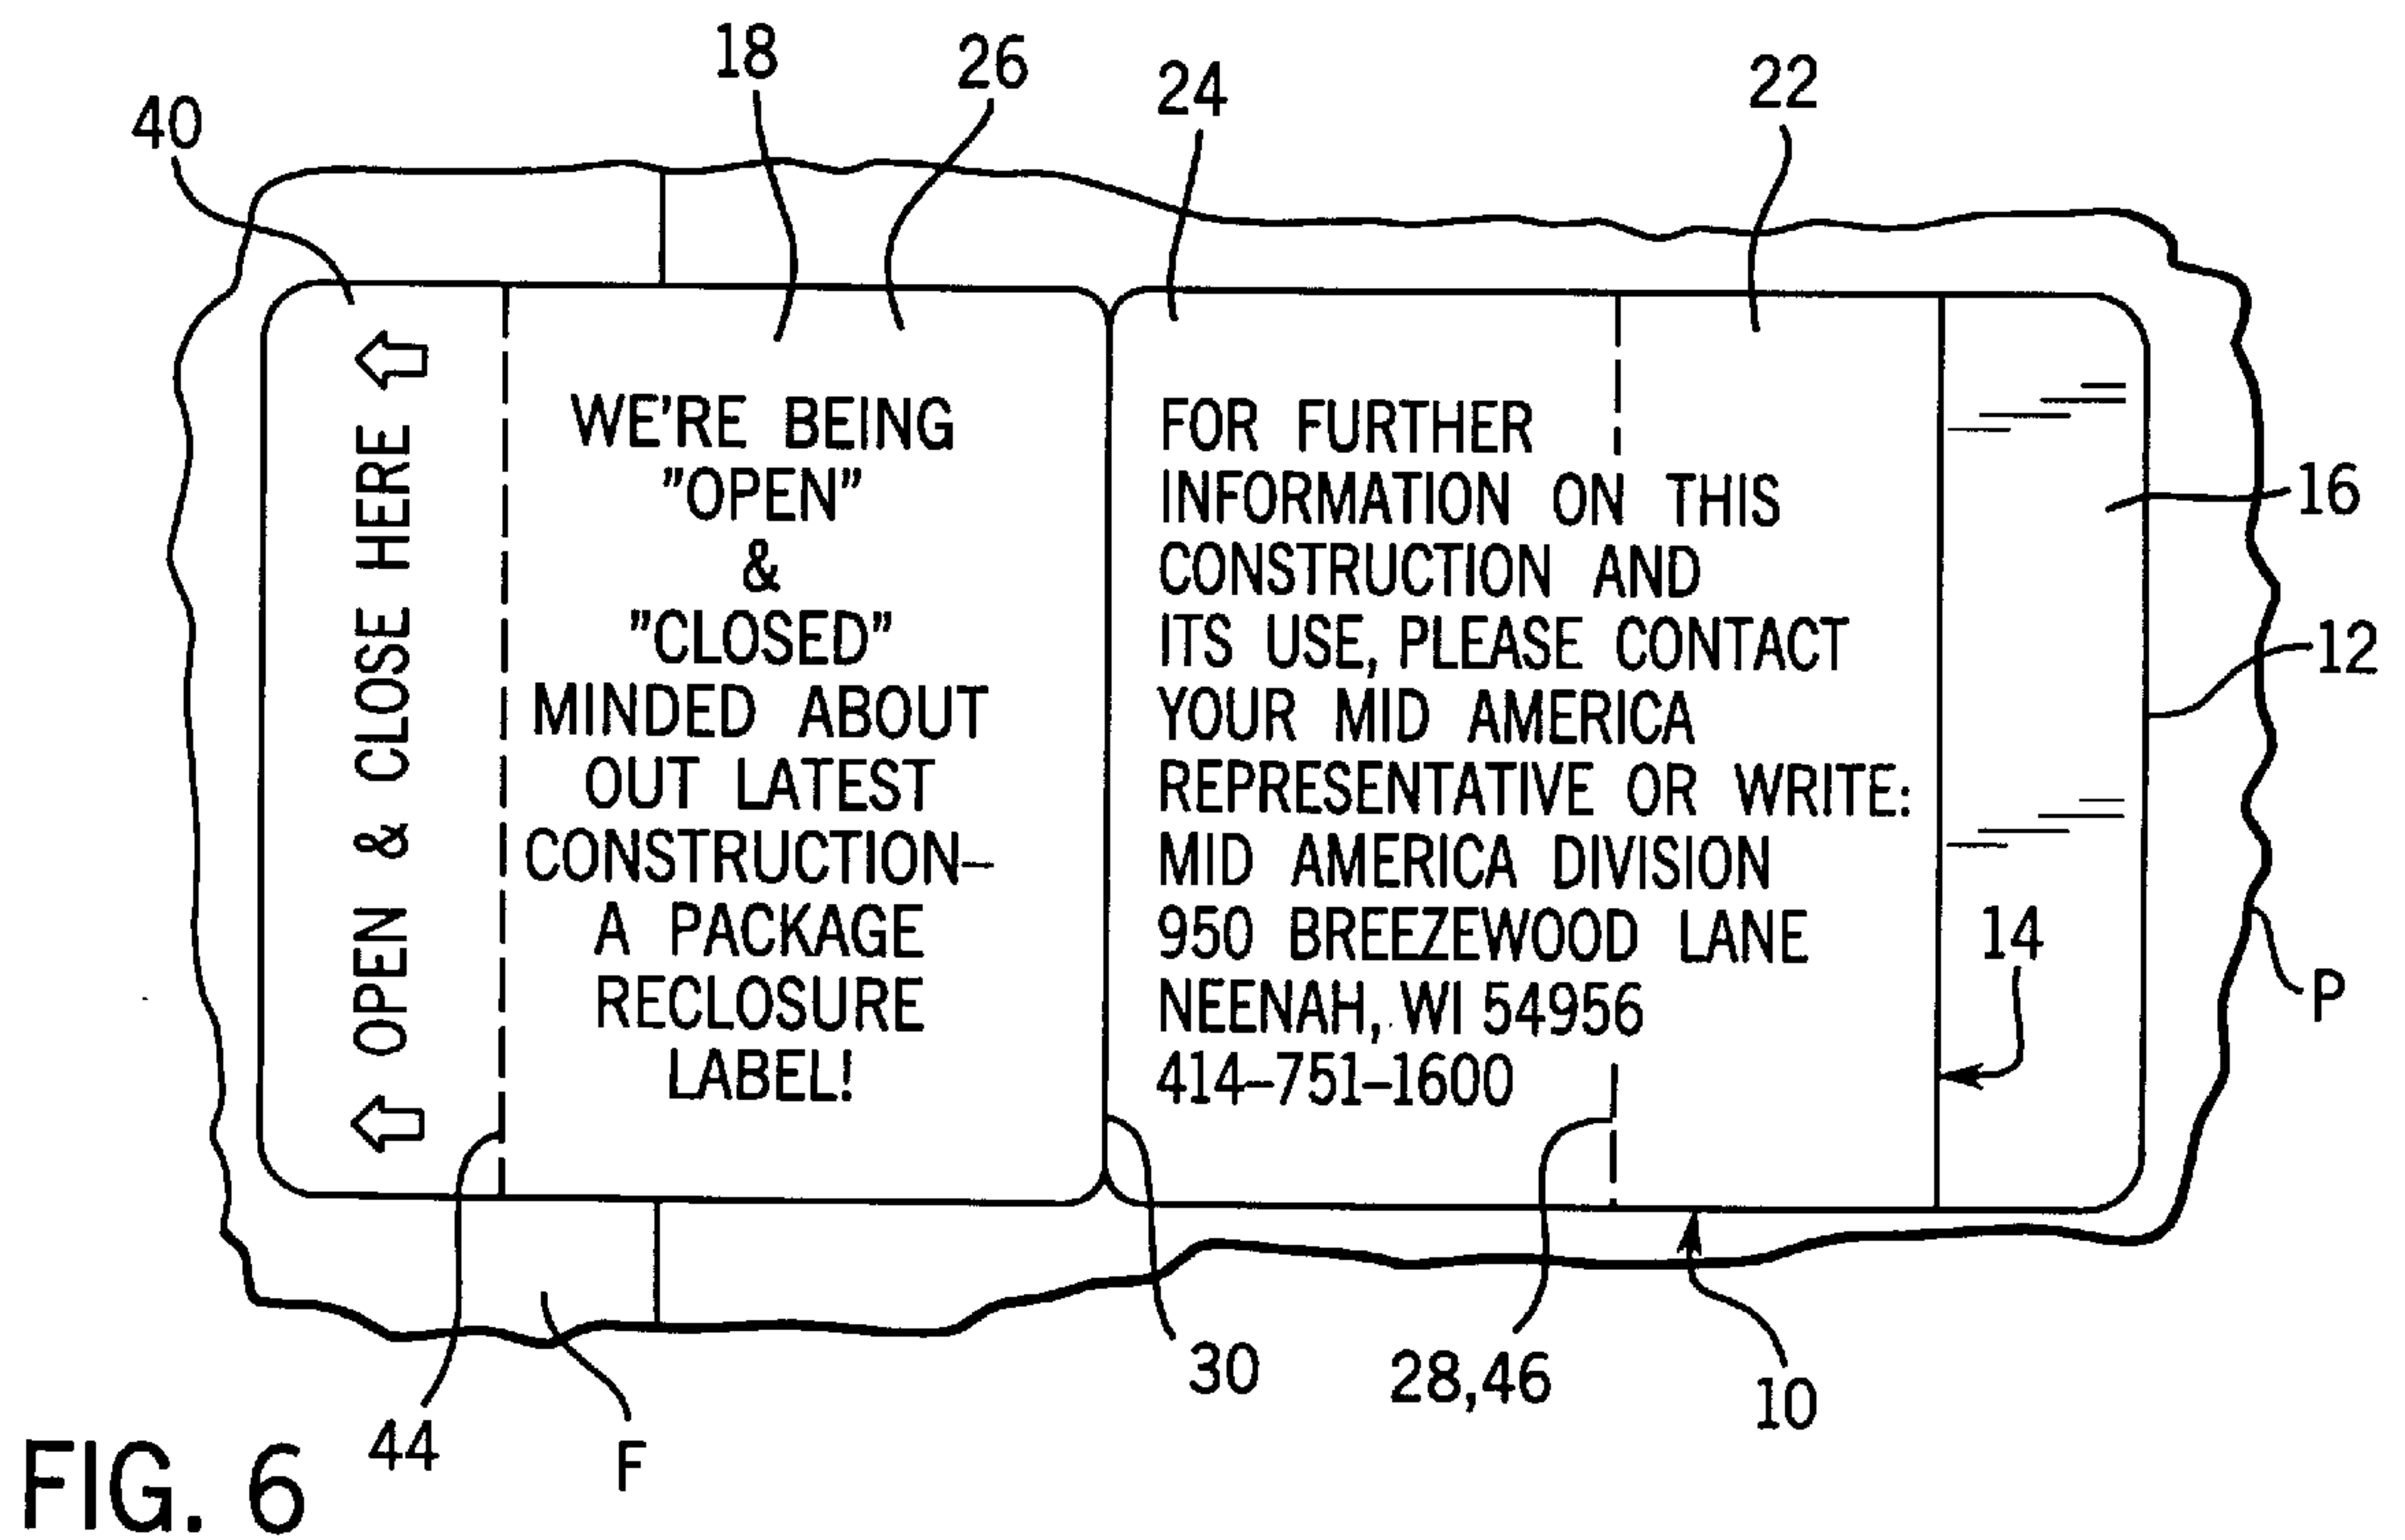 18
26
24
22
40
OPEN & CLOSE HERE
WE'RE BEING
"OPEN"
&
"CLOSED"
MINDED ABOUT
OUT LATEST
CONSTRUCTION–
A PACKAGE
RECLOSURE
LABEL!
FOR FURTHER
INFORMATION ON THIS
CONSTRUCTION AND
ITS USE, PLEASE CONTACT
YOUR MID AMERICA
REPRESENTATIVE OR WRITE:
MID AMERICA DIVISION
950 BREEZEWOOD LANE
NEENAH, WI 54956
414–751–1600
16
12
14
P
30
28,46
10
44
F
FIG. 6